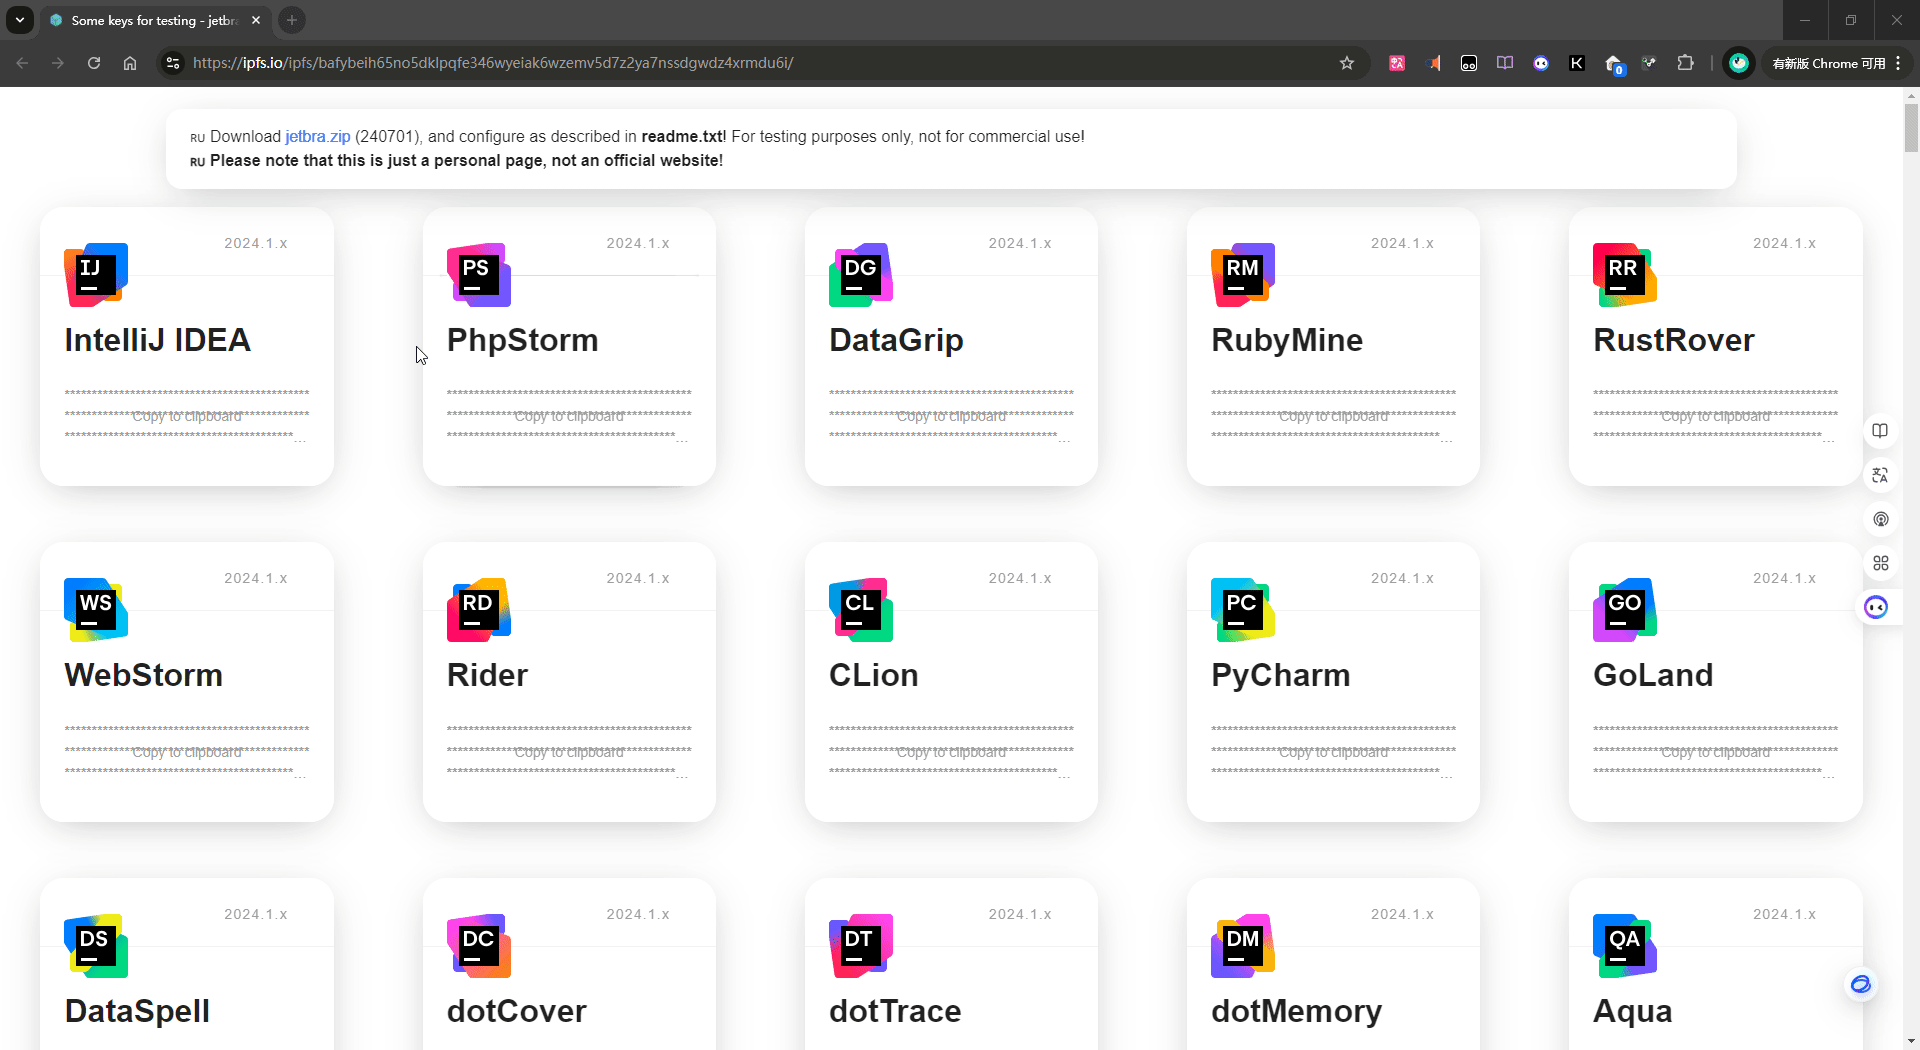 Some keys for testing - jetbra
https://ipfs.io/ipfs/bafybeih65no5dklpqfe346wyeiak6wzemv5d7z2ya7nssdgwdz4xrmdu6i/
0
有新版 Chrome 可用
RU Download jetbra.zip (240701), and configure as described in readme.txt! For testing purposes only, not for commercial use!
RU Please note that this is just a personal page, not an official website!
2024.1.x
IJ
IntelliJ IDEA
Copy to clipboard
2024.1.x
PS
PhpStorm
Copy to clipboard
2024.1.x
DG
DataGrip
Copy to clipboard
2024.1.x
RM
RubyMine
Copy to clipboard
2024.1.x
RR
RustRover
Copy to clipboard
2024.1.x
WS
WebStorm
Copy to clipboard
2024.1.x
RD
Rider
Copy to clipboard
2024.1.x
CL
CLion
Copy to clipboard
2024.1.x
PC
PyCharm
Copy to clipboard
2024.1.x
GO
GoLand
Copy to clipboard
2024.1.x
DS
DataSpell
2024.1.x
DC
dotCover
2024.1.x
DT
dotTrace
2024.1.x
DM
dotMemory
2024.1.x
QA
Aqua